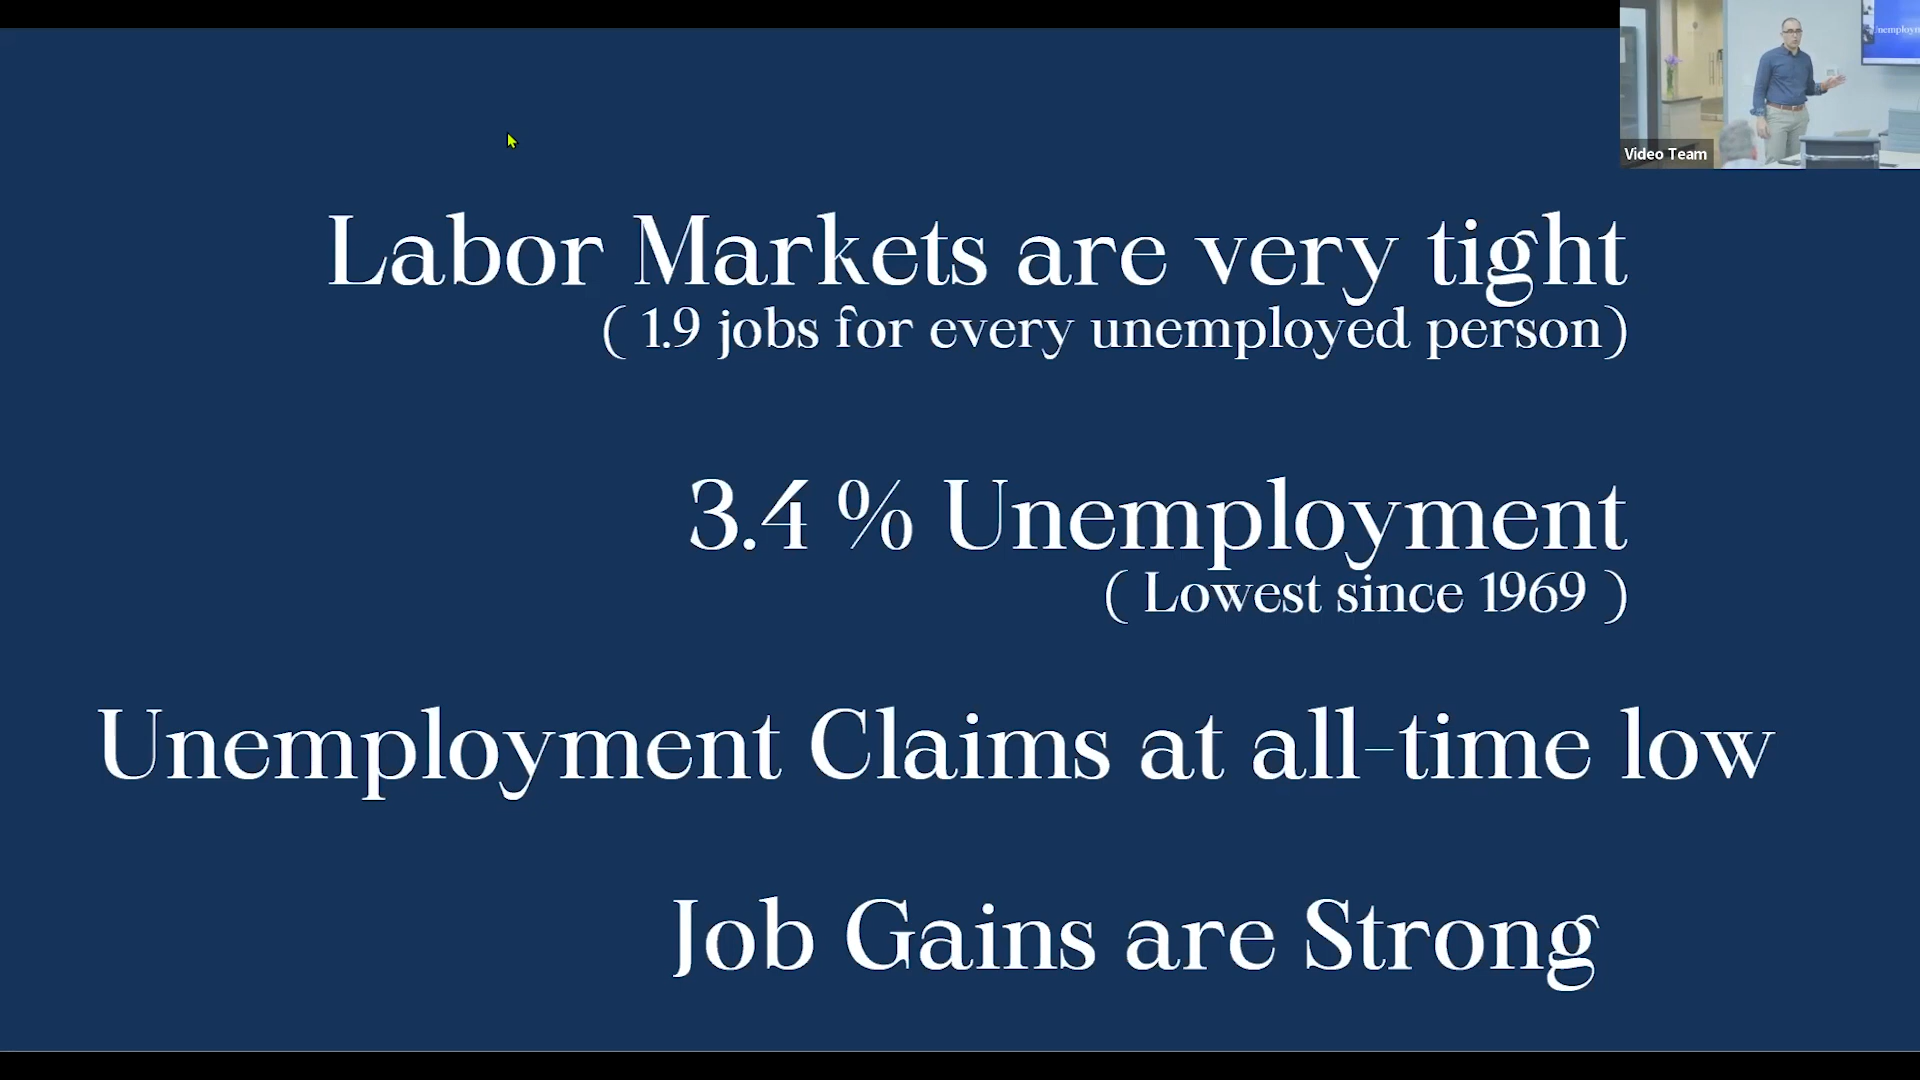 Unemploym
Video Team
Labor Markets are very tight
( 1.9 jobs for every unemployed person)
3.4 % Unemployment
( Lowest since 1969 )
Unemployment Claims at all-time low
Job Gains are Strong